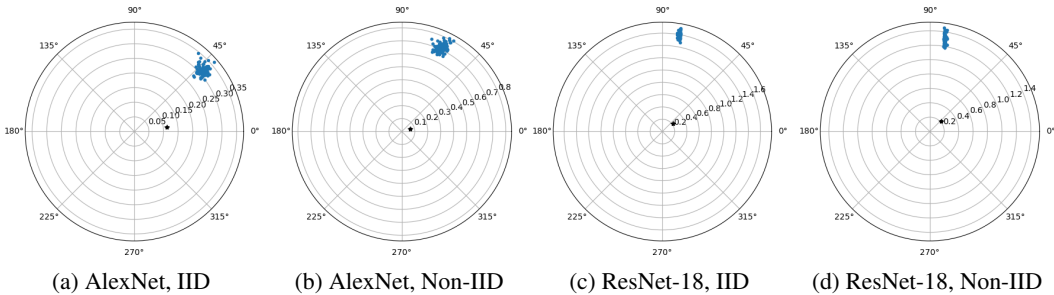 90° 90° 90° 90°
135° 45° 135° 45° 135° 45° 135° 45°
0.05 0.10 0.15 0.20 0.25 0.30 0.35
0.1 0.2 0.3 0.4 0.5 0.6 0.7 0.8
0.2 0.4 0.6 0.8 1.0 1.2 1.4 1.6
0.2 0.4 0.6 0.8 1.0 1.2 1.4
180° 0° 180° 0° 180° 0° 180° 0°
225° 315° 225° 315° 225° 315° 225° 315°
270° 270° 270° 270°
(a) AlexNet, IID (b) AlexNet, Non-IID (c) ResNet-18, IID (d) ResNet-18, Non-IID